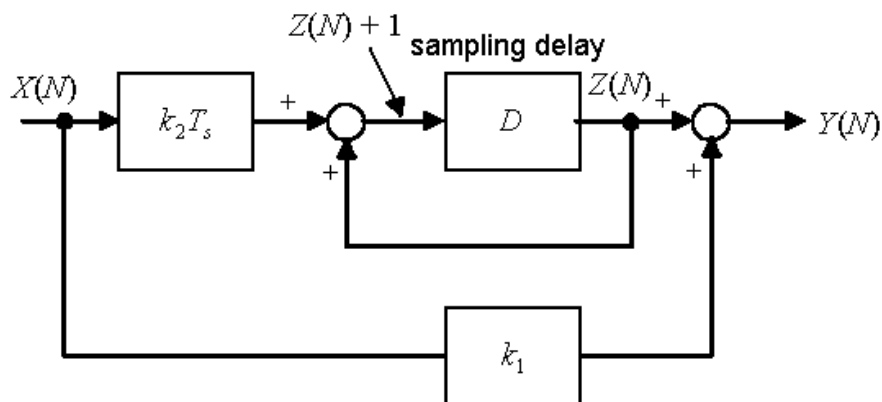 Z(N) + 1
sampling delay
X(N)
k₂Tₛ
+
+
D
Z(N)
+
+
Y(N)
k₁